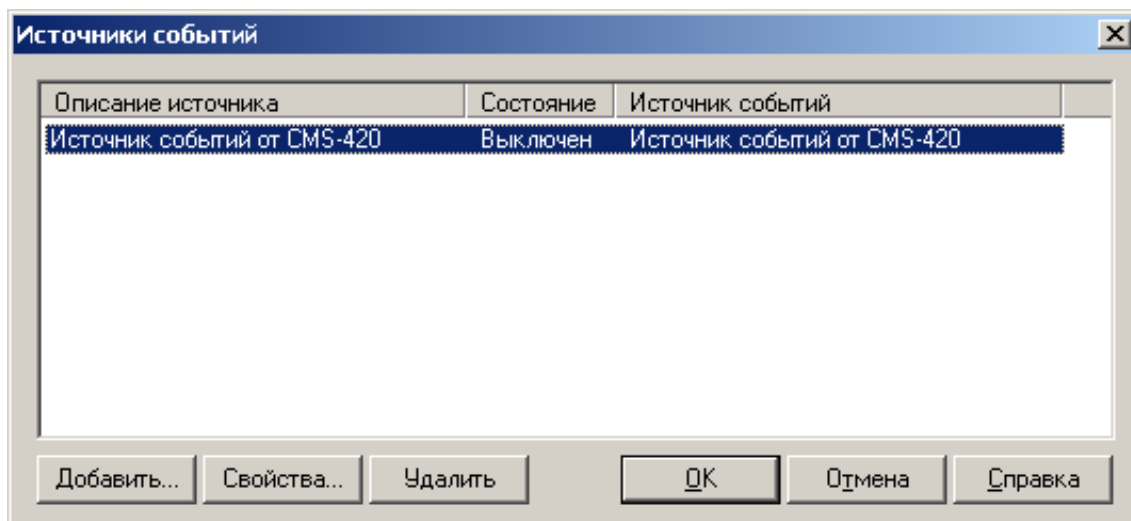 Источники событий
Описание источника Состояние Источник событий
Источник событий от CMS-420 Выключен Источник событий от CMS-420
Добавить... Свойства... Удалить OK Отмена Справка